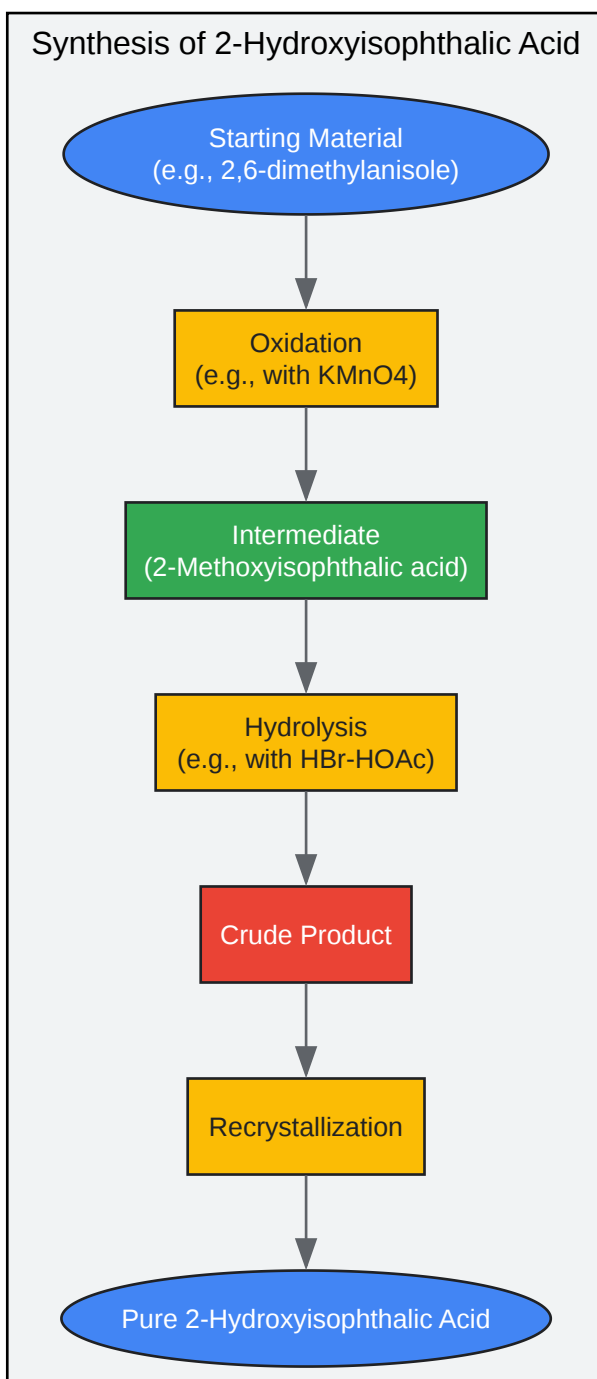 Synthesis of 2-Hydroxyisophthalic Acid
Starting Material
(e.g., 2,6-dimethylanisole)
Oxidation
(e.g., with KMnO4)
Intermediate
(2-Methoxyisophthalic acid)
Hydrolysis
(e.g., with HBr-HOAc)
Crude Product
Recrystallization
Pure 2-Hydroxyisophthalic Acid